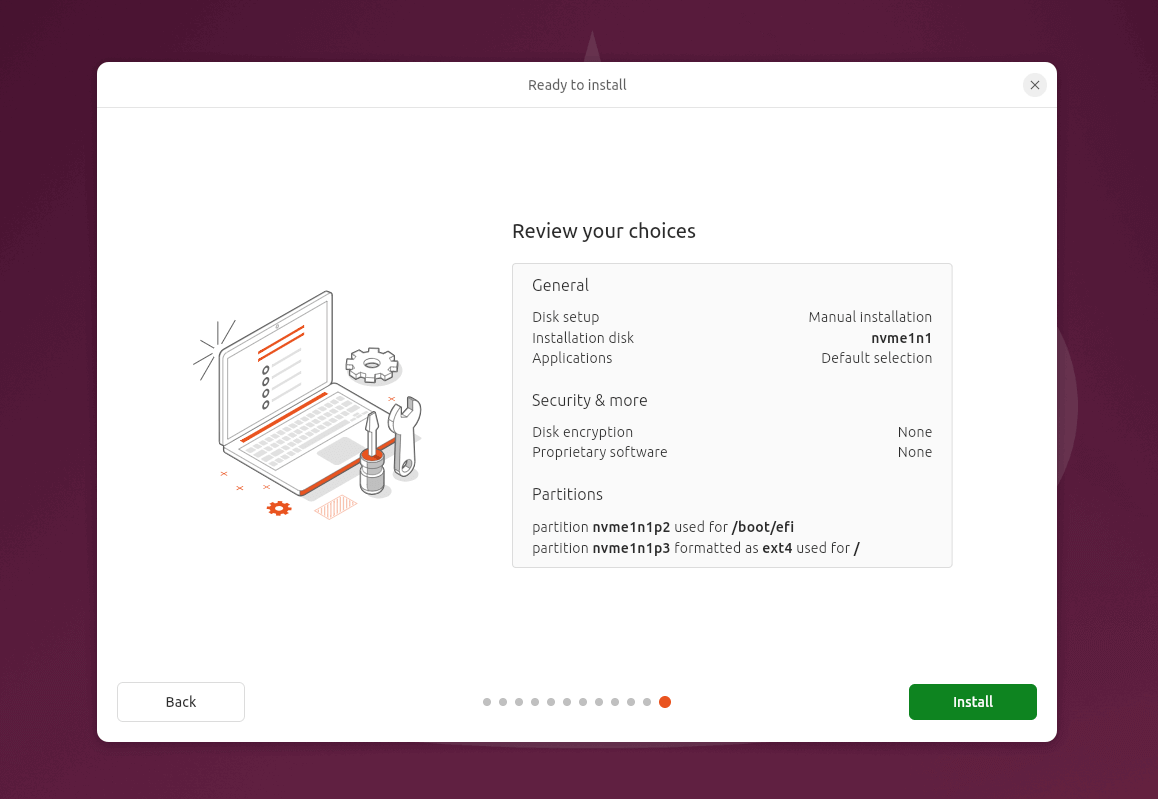 Ready to install
Review your choices
General
Disk setup Manual installation
Installation disk nvme1n1
Applications Default selection
Security & more
Disk encryption None
Proprietary software None
Partitions
partition nvme1n1p2 used for /boot/efi
partition nvme1n1p3 formatted as ext4 used for /
Back Install